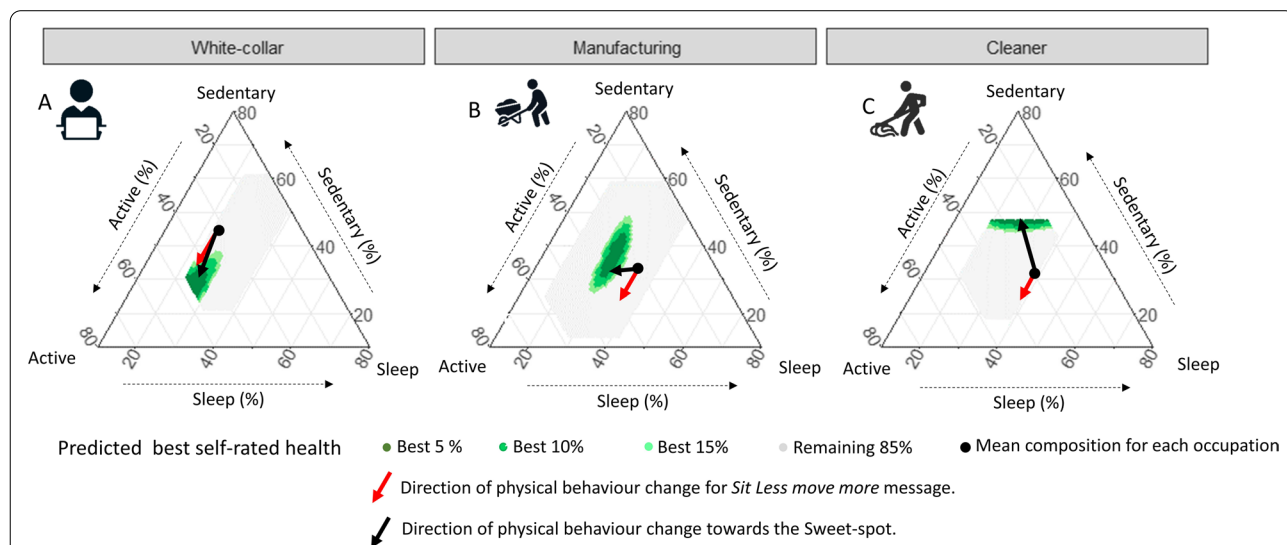 White-collar
Manufacturing
Cleaner
A
Sedentary
80
20
60
40
40
60
20
80
20
40
60
80
Active (%)
Sedentary (%)
Active
Sleep
Sleep (%)
B
Sedentary
80
20
60
40
40
60
20
80
20
40
60
80
Active (%)
Sedentary (%)
Active
Sleep
Sleep (%)
C
Sedentary
80
20
60
40
40
60
20
80
20
40
60
80
Active (%)
Sedentary (%)
Active
Sleep
Sleep (%)
Predicted best self-rated health
Best 5 %
Best 10%
Best 15%
Remaining 85%
Mean composition for each occupation
Direction of physical behaviour change for Sit Less move more message.
Direction of physical behaviour change towards the Sweet-spot.